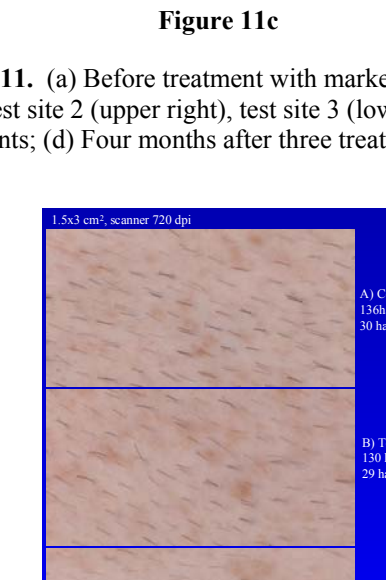 Figure 11c
11. (a) Before treatment with marke
est site 2 (upper right), test site 3 (low
nts; (d) Four months after three treat
1.5x3 cm², scanner 720 dpi
A) C
136h
30 ha
B) T
130 h
29 ha